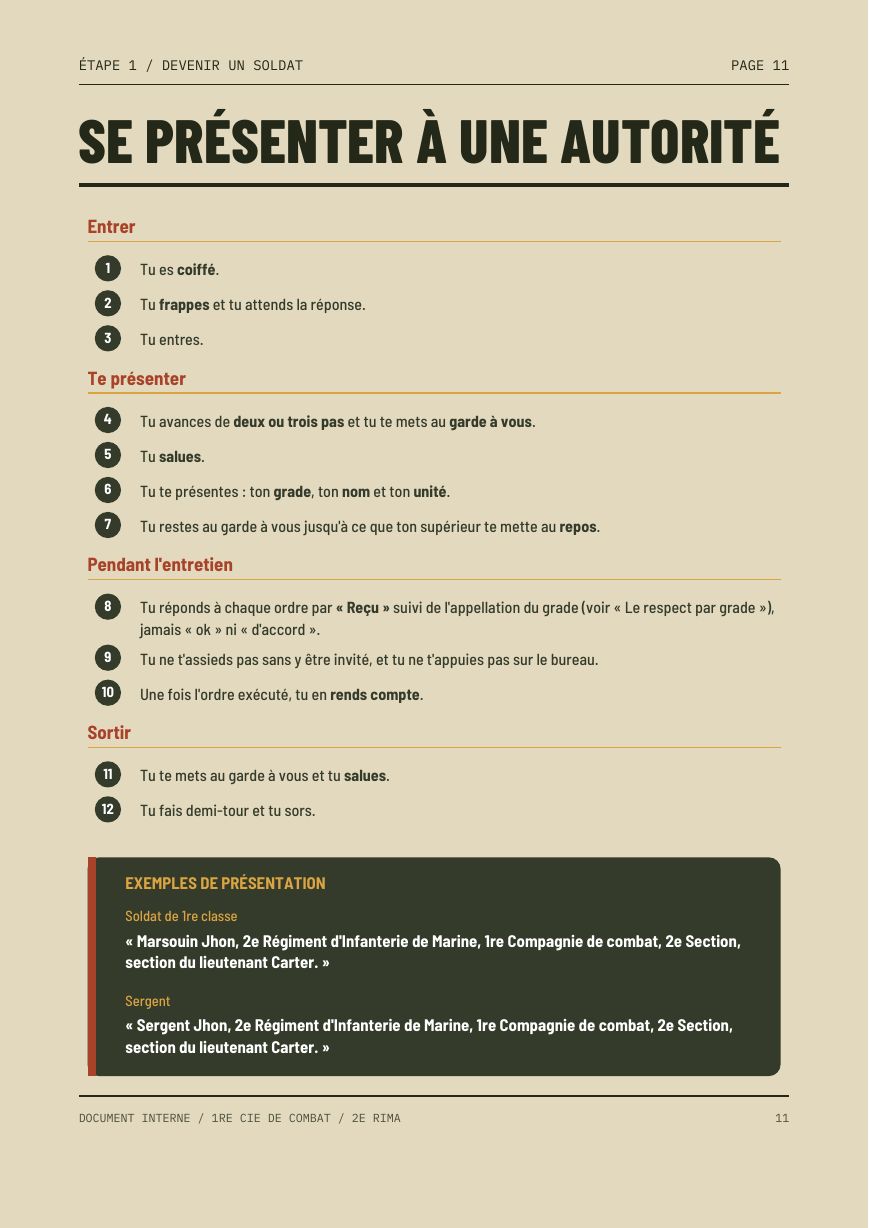 ÉTAPE 1 / DEVENIR UN SOLDAT
PAGE 11
SE PRÉSENTER À UNE AUTORITÉ
Entrer
1 Tu es coiffé.
2 Tu frappes et tu attends la réponse.
3 Tu entres.
Te présenter
4 Tu avances de deux ou trois pas et tu te mets au garde à vous.
5 Tu salues.
6 Tu te présentes : ton grade, ton nom et ton unité.
7 Tu restes au garde à vous jusqu'à ce que ton supérieur te mette au repos.
Pendant l'entretien
8 Tu réponds à chaque ordre par « Reçu » suivi de l'appellation du grade (voir « Le respect par grade »),
jamais « ok » ni « d'accord ».
9 Tu ne t'assieds pas sans y être invité, et tu ne t'appuies pas sur le bureau.
10 Une fois l'ordre exécuté, tu en rends compte.
Sortir
11 Tu te mets au garde à vous et tu salues.
12 Tu fais demi-tour et tu sors.
EXEMPLES DE PRÉSENTATION
Soldat de 1re classe
« Marsouin Jhon, 2e Régiment d'Infanterie de Marine, 1re Compagnie de combat, 2e Section,
section du lieutenant Carter. »
Sergent
« Sergent Jhon, 2e Régiment d'Infanterie de Marine, 1re Compagnie de combat, 2e Section,
section du lieutenant Carter. »
DOCUMENT INTERNE / 1RE CIE DE COMBAT / 2E RIMA
11